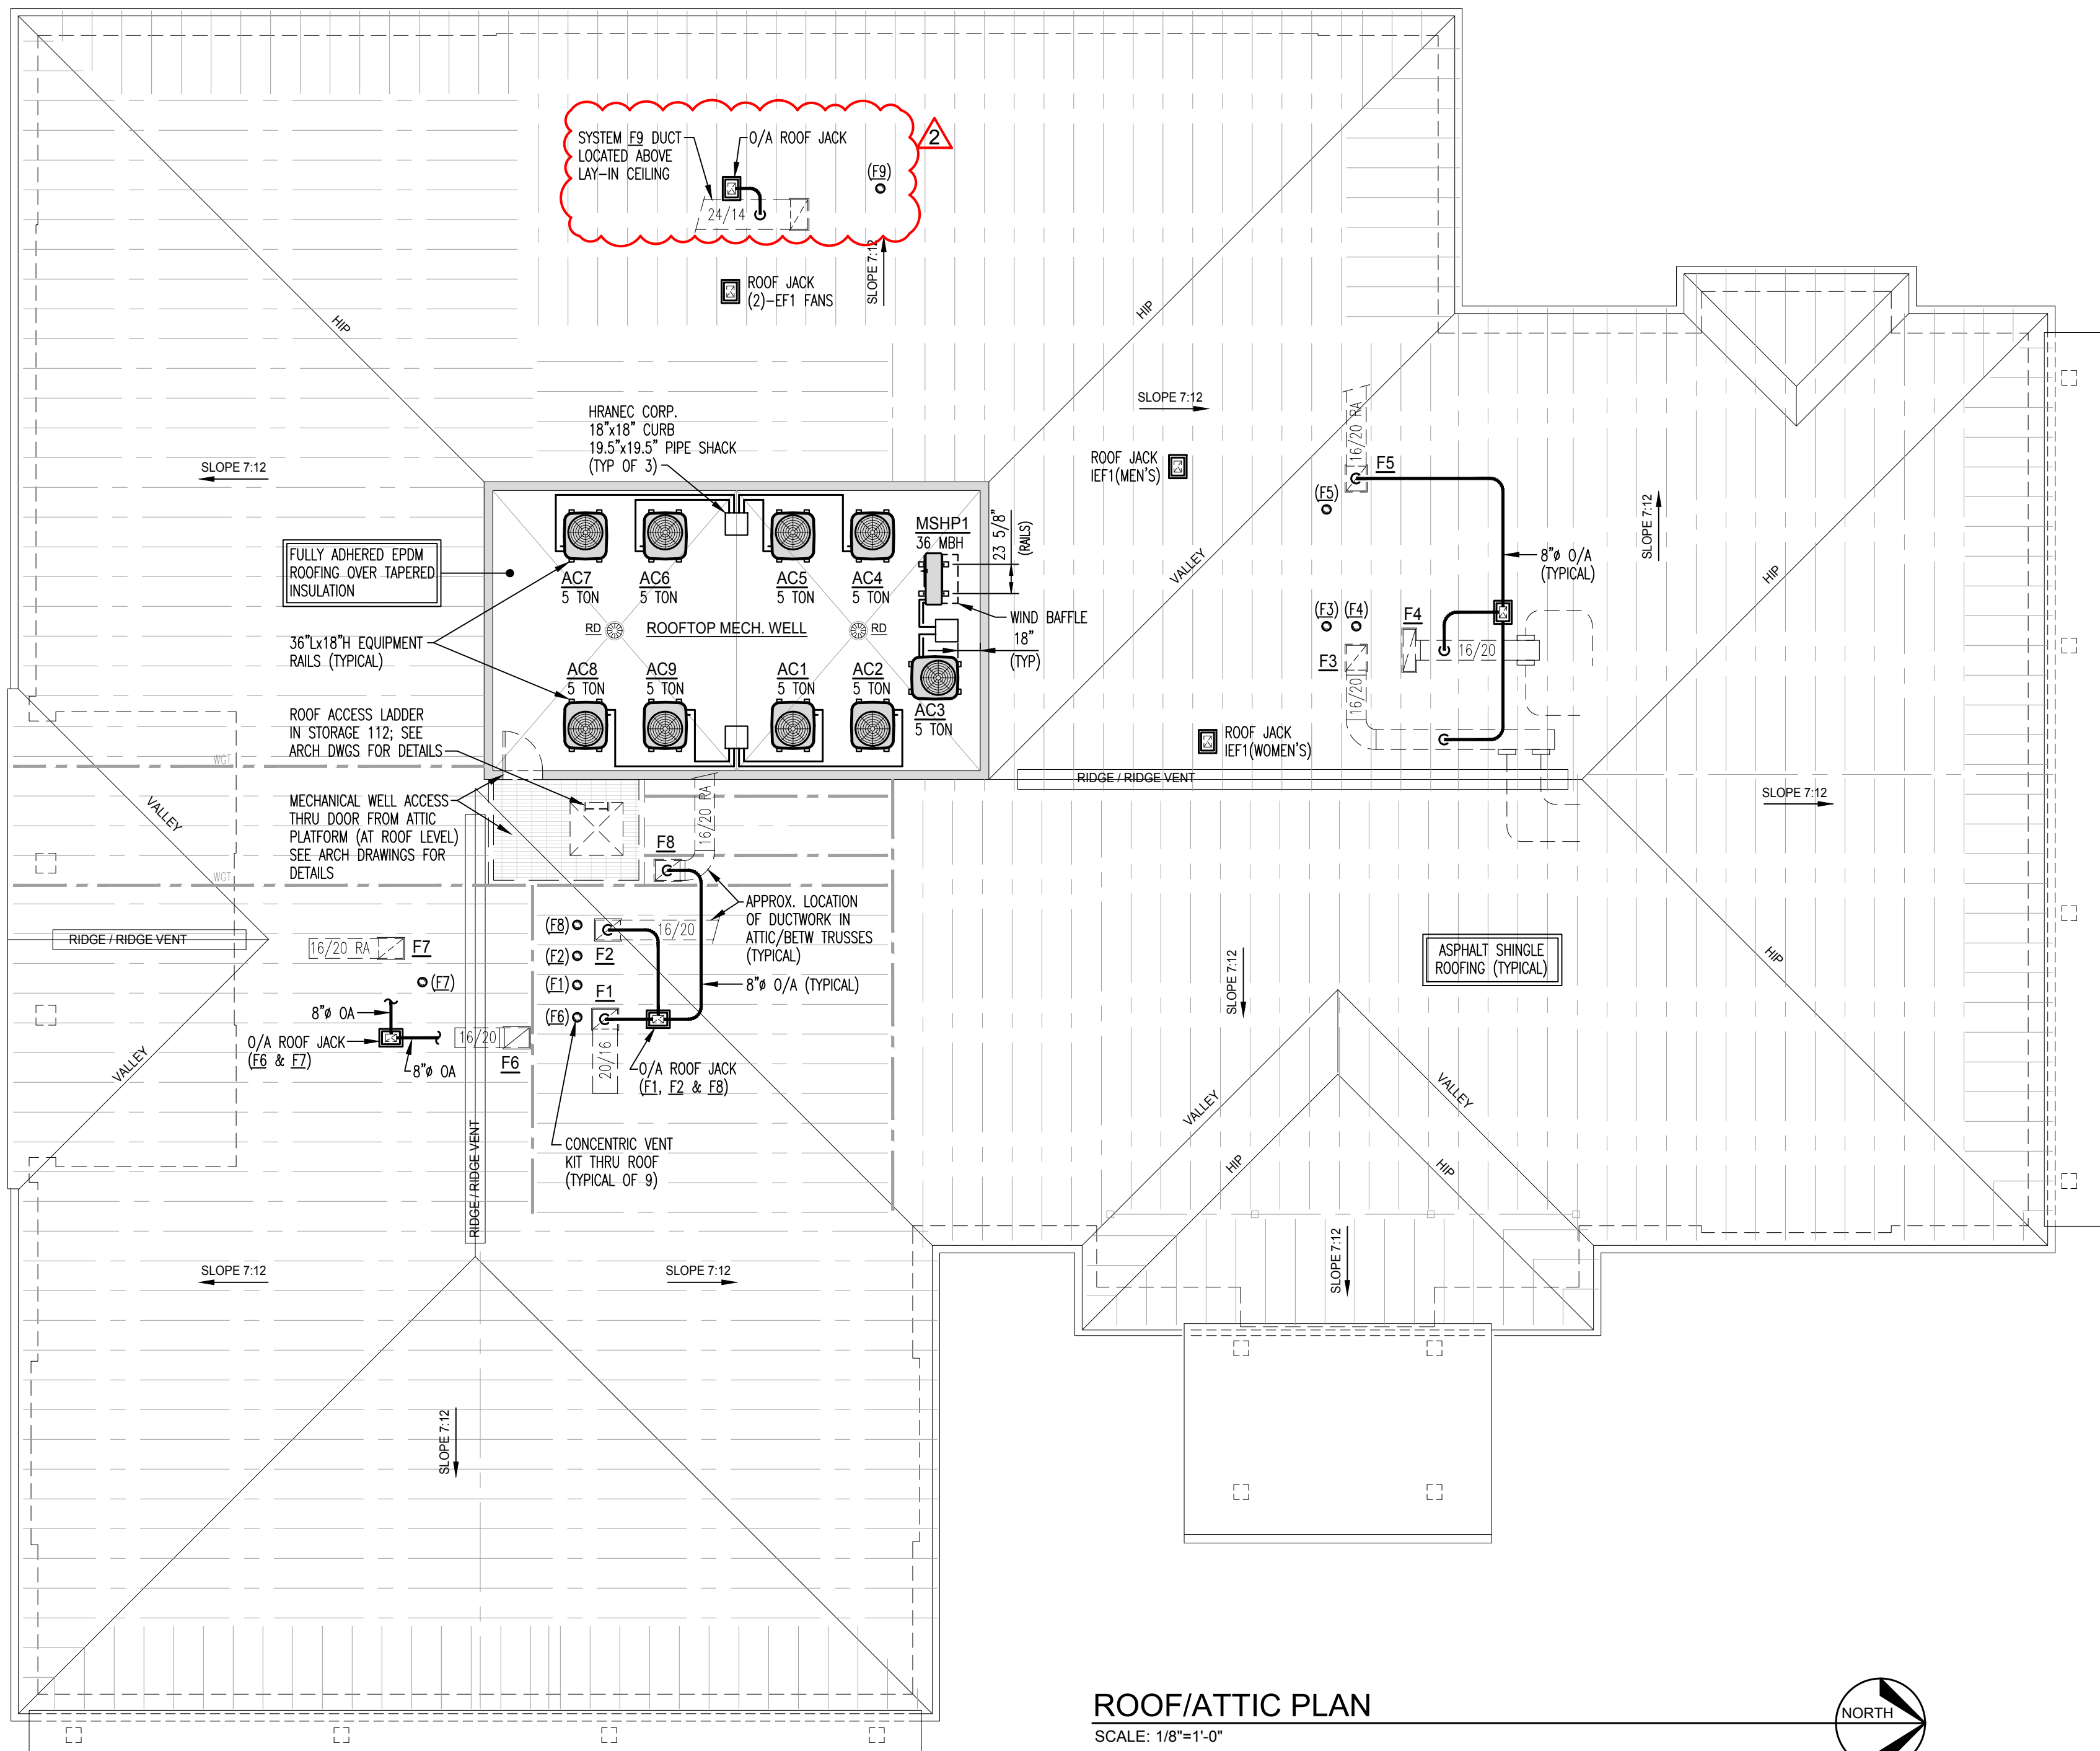 SYSTEM F9 DUCT
LOCATED ABOVE
LAY-IN CEILING
O/A ROOF JACK
(F9)
2
24/14
SLOPE 7:12
ROOF JACK
(2)-EF1 FANS
HIP
HIP
SLOPE 7:12
HRANEC CORP.
18"x18" CURB
19.5"x19.5" PIPE SHACK
(TYP OF 3)
SLOPE 7:12
ROOF JACK
IEF1(MEN'S)
16/20 RA
F5
(F5)
SLOPE 7:12
8"ø O/A
(TYPICAL)
HIP
VALLEY
FULLY ADHERED EPDM
ROOFING OVER TAPERED
INSULATION
AC7
5 TON
AC6
5 TON
AC5
5 TON
AC4
5 TON
MSHP1
36 MBH
23 5/8"
(RAILS)
WIND BAFFLE
18"
(TYP)
RD
ROOFTOP MECH. WELL
RD
36"Lx18"H EQUIPMENT
RAILS (TYPICAL)
AC8
5 TON
AC9
5 TON
AC1
5 TON
AC2
5 TON
AC3
5 TON
(F3)
(F4)
F4
F3
16/20
16/20
ROOF JACK
IEF1(WOMEN'S)
ROOF ACCESS LADDER
IN STORAGE 112; SEE
ARCH DWGS FOR DETAILS
WGT
RIDGE / RIDGE VENT
SLOPE 7:12
MECHANICAL WELL ACCESS
THRU DOOR FROM ATTIC
PLATFORM (AT ROOF LEVEL)
SEE ARCH DRAWINGS FOR
DETAILS
VALLEY
WGT
16/20 RA
F8
APPROX. LOCATION
OF DUCTWORK IN
ATTIC/BETW TRUSSES
(TYPICAL)
RIDGE / RIDGE VENT
16/20 RA
F7
(F7)
(F8)
(F2)
F2
16/20
(F1)
F1
(F6)
8"ø O/A (TYPICAL)
8"ø OA
O/A ROOF JACK
(F6 & F7)
8"ø OA
16/20
F6
20/16
O/A ROOF JACK
(F1, F2 & F8)
VALLEY
SLOPE 7:12
ASPHALT SHINGLE
ROOFING (TYPICAL)
HIP
CONCENTRIC VENT
KIT THRU ROOF
(TYPICAL OF 9)
RIDGE / RIDGE VENT
VALLEY
VALLEY
HIP
HIP
SLOPE 7:12
SLOPE 7:12
SLOPE 7:12
SLOPE 7:12
ROOF/ATTIC PLAN
SCALE: 1/8"=1'-0"
NORTH